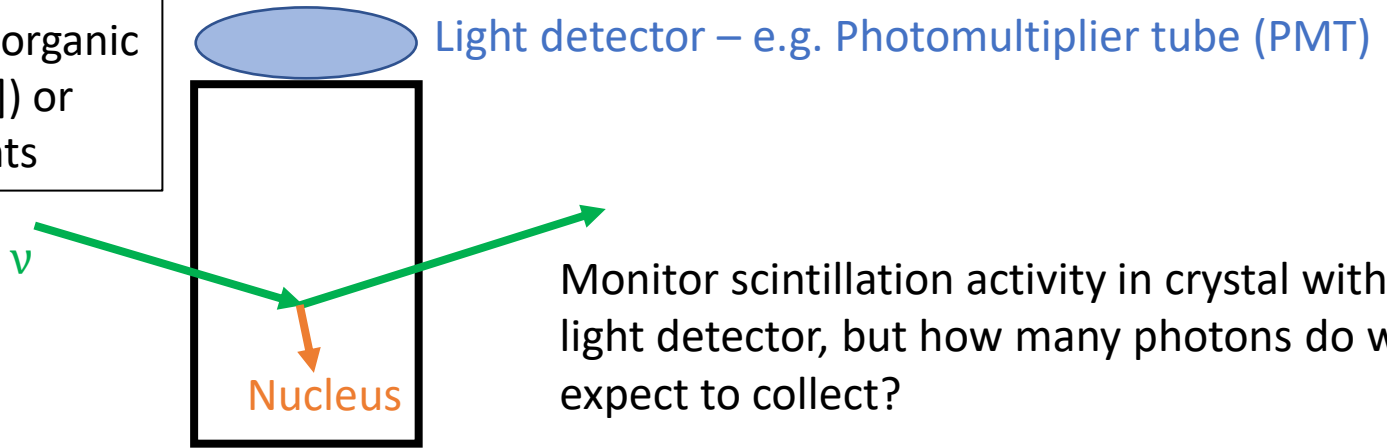 organic
]) or
Light detector – e.g. Photomultiplier tube (PMT)
ν
Nucleus
Monitor scintillation activity in crystal with
light detector, but how many photons do
expect to collect?